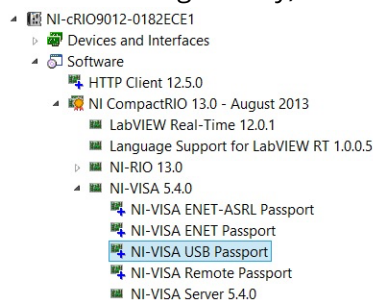 NI-cRIO9012-0182ECE1
Devices and Interfaces
Software
HTTP Client 12.5.0
NI CompactRIO 13.0 - August 2013
LabVIEW Real-Time 12.0.1
Language Support for LabVIEW RT 1.0.0.5
NI-RIO 13.0
NI-VISA 5.4.0
NI-VISA ENET-ASRL Passport
NI-VISA ENET Passport
NI-VISA USB Passport
NI-VISA Remote Passport
NI-VISA Server 5.4.0